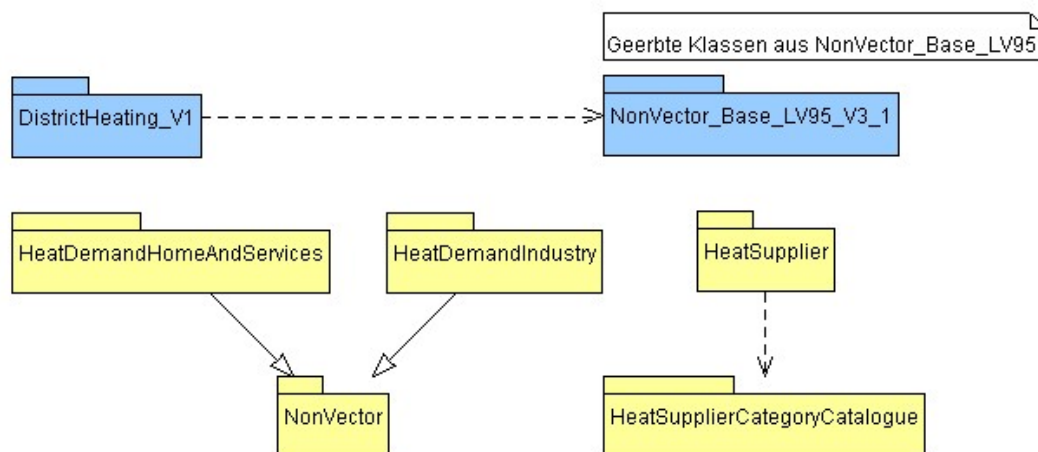 Geerbte Klassen aus NonVector_Base_LV95
DistrictHeating_V1
NonVector_Base_LV95_V3_1
HeatDemandHomeAndServices
HeatDemandIndustry
HeatSupplier
NonVector
HeatSupplierCategoryCatalogue